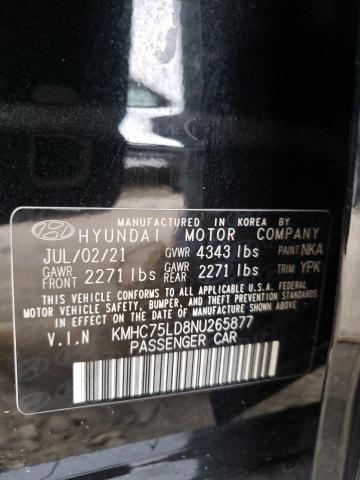 MANUFACTURED BY
HYUNDAI MOTOR COMPANY
JUL/02/21 GVWR 4343 lbs PAINT NKA
GAWR FRONT 2271 lbs GAWR REAR 2271 lbs TRIM YPK
THIS VEHICLE CONFORMS TO ALL APPLICABLE U.S.A. FEDERAL
MOTOR VEHICLE SAFETY, BUMPER, AND THEFT PREVENTION
STANDARDS IN EFFECT ON THE DATE OF MANUFACTURE SHOWN ABOVE.
V.I.N KMHC75LD8NU265877
PASSENGER CAR